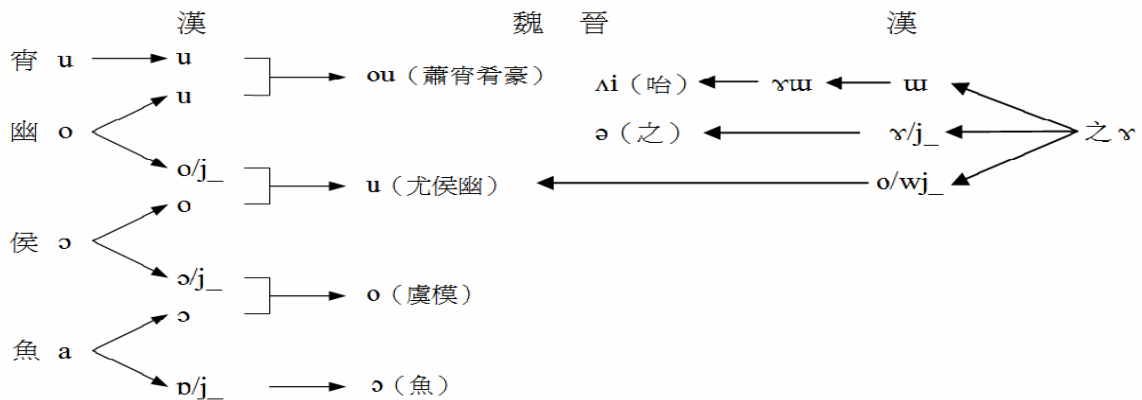 漢 魏 晉 漢
宵 u u
ou（蕭宵肴豪） ʌi（咍） ɤɯ ɯ
u
幽 o ə（之） ɤ/j_ 之 ɤ
o/j_
u（尤侯幽） o/wj_
o
侯 ɔ
ɔ/j_
o（虞模）
ɔ
魚 a
ɒ/j_ ɔ（魚）